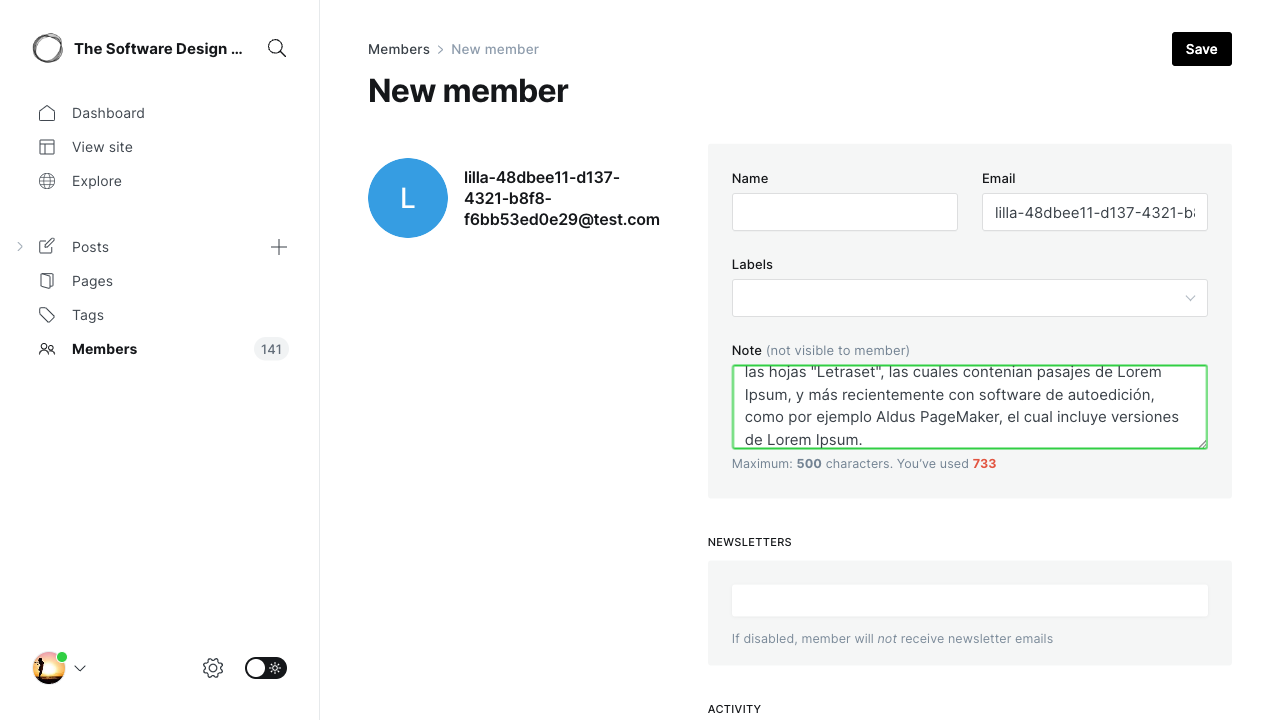 The Software Design ...
Dashboard
View site
Explore
Posts
Pages
Tags
Members
141
Members
New member
Save
New member
L
lilla-48dbee11-d137-
4321-b8f8-
f6bb53ed0e29@test.com
Name
Email
lilla-48dbee11-d137-4321-b8
Labels
Note (not visible to member)
las hojas "Letraset", las cuales contenian pasajes de Lorem
Ipsum, y más recientemente con software de autoedición,
como por ejemplo Aldus PageMaker, el cual incluye versiones
de Lorem Ipsum.
Maximum: 500 characters. You've used 733
NEWSLETTERS
If disabled, member will not receive newsletter emails
ACTIVITY